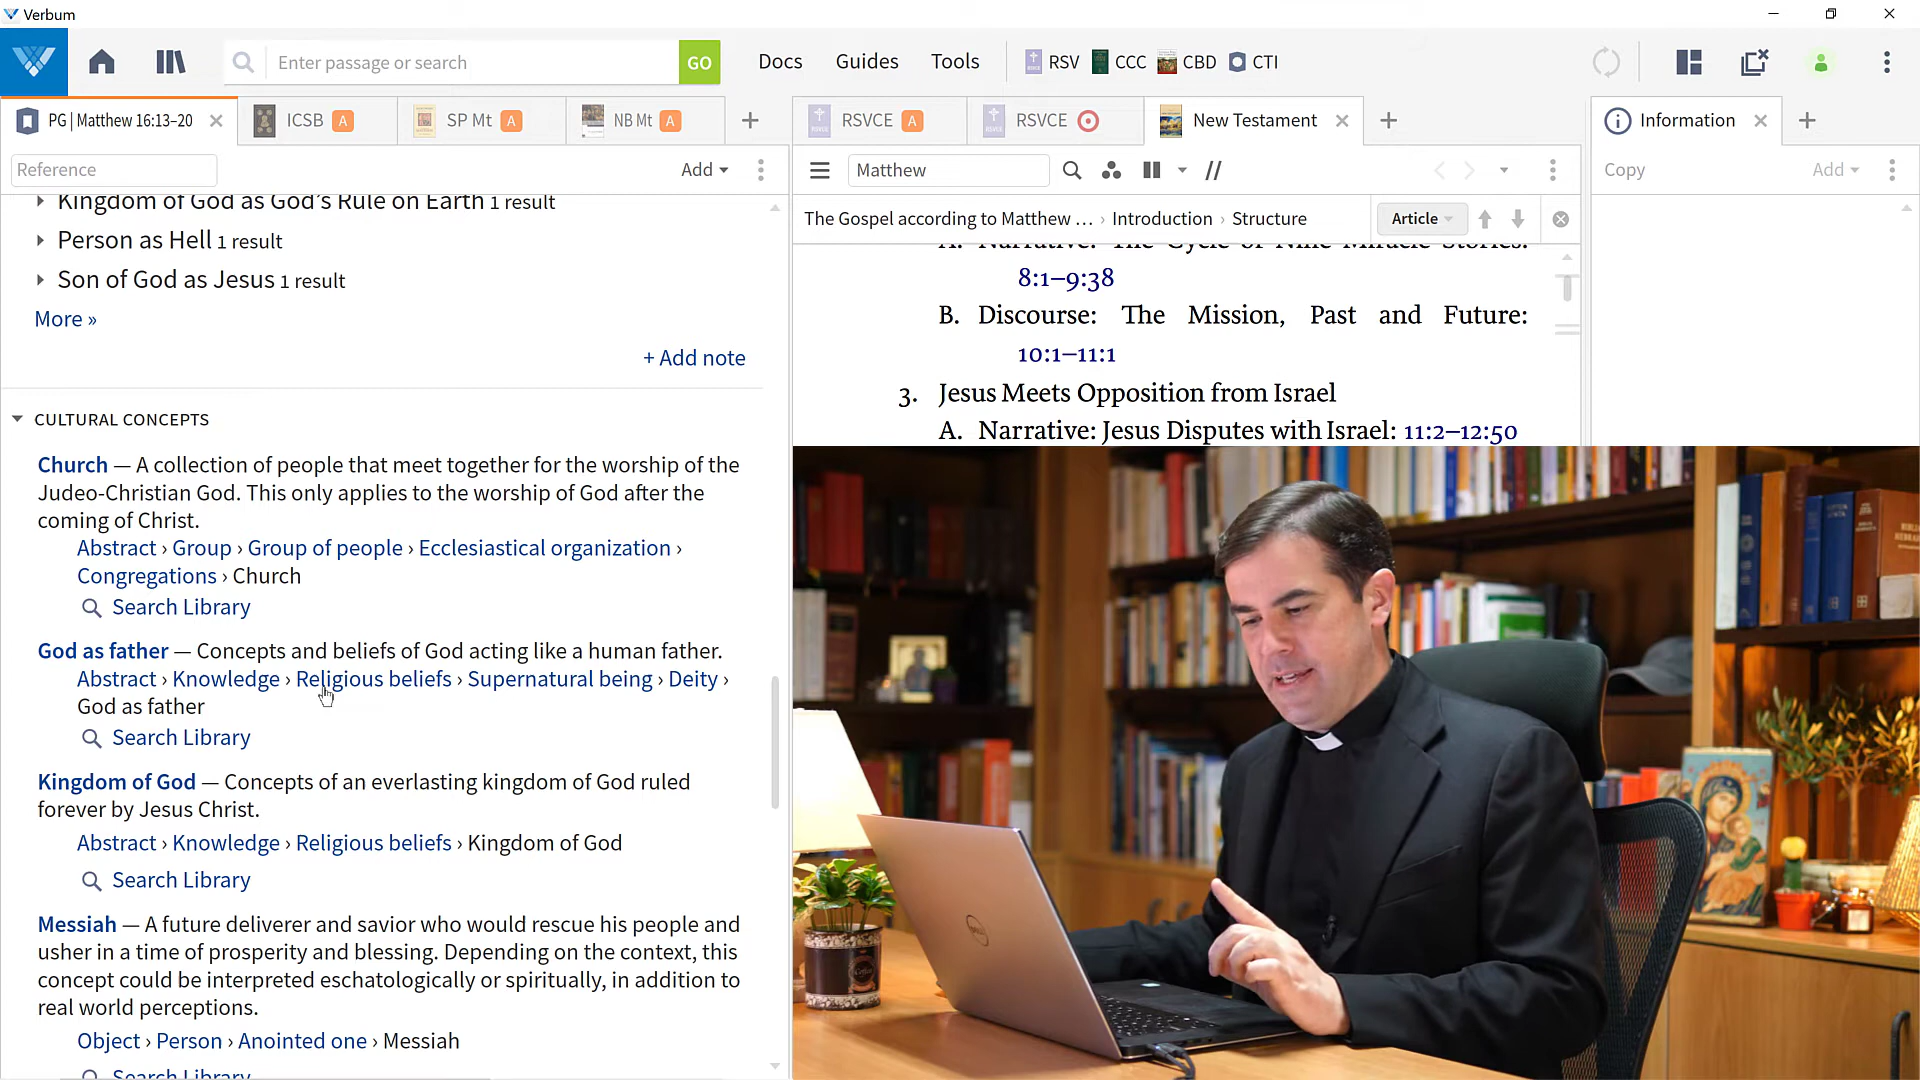 Verbum
Enter passage or search
GO
Docs
Guides
Tools
RSV
CCC
CBD
CTI
PG | Matthew 16:13–20
ICSB A
SP Mt A
NB Mt A
RSVCE A
RSVCE
New Testament
Information
Reference
Add
Matthew
Copy
Add
Kingdom of God as God's Rule on Earth 1 result
Person as Hell 1 result
Son of God as Jesus 1 result
More »
+ Add note
CULTURAL CONCEPTS
Church — A collection of people that meet together for the worship of the
Judeo-Christian God. This only applies to the worship of God after the
coming of Christ.
Abstract › Group › Group of people › Ecclesiastical organization ›
Congregations › Church
Search Library
God as father — Concepts and beliefs of God acting like a human father.
Abstract › Knowledge › Religious beliefs › Supernatural being › Deity ›
God as father
Search Library
Kingdom of God — Concepts of an everlasting kingdom of God ruled
forever by Jesus Christ.
Abstract › Knowledge › Religious beliefs › Kingdom of God
Search Library
Messiah — A future deliverer and savior who would rescue his people and
usher in a time of prosperity and blessing. Depending on the context, this
concept could be interpreted eschatologically or spiritually, in addition to
real world perceptions.
Object › Person › Anointed one › Messiah
Search Library
The Gospel according to Matthew … › Introduction › Structure
Article
A. Narrative: The Cycle of Nine Miracle Stories:
8:1–9:38
B. Discourse: The Mission, Past and Future:
10:1–11:1
3. Jesus Meets Opposition from Israel
A. Narrative: Jesus Disputes with Israel: 11:2–12:50
DELL